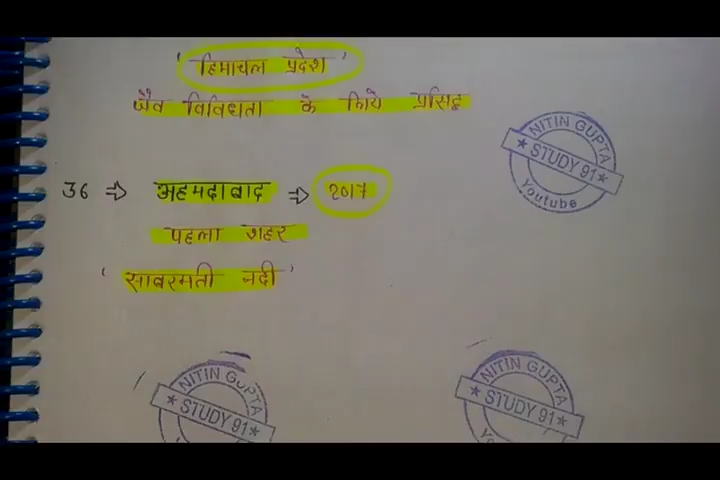 ' हिमाचल प्रदेश '
जैव विविधता के लिये प्रसिद्ध
NITIN GUPTA
★ STUDY 91 ★
Youtube
36 ⇒ अहमदाबाद ⇒ 2017
पहला शहर
' साबरमती नदी '
NITIN GUPTA
★ STUDY 91 ★
NITIN GUPTA
★ STUDY 91 ★